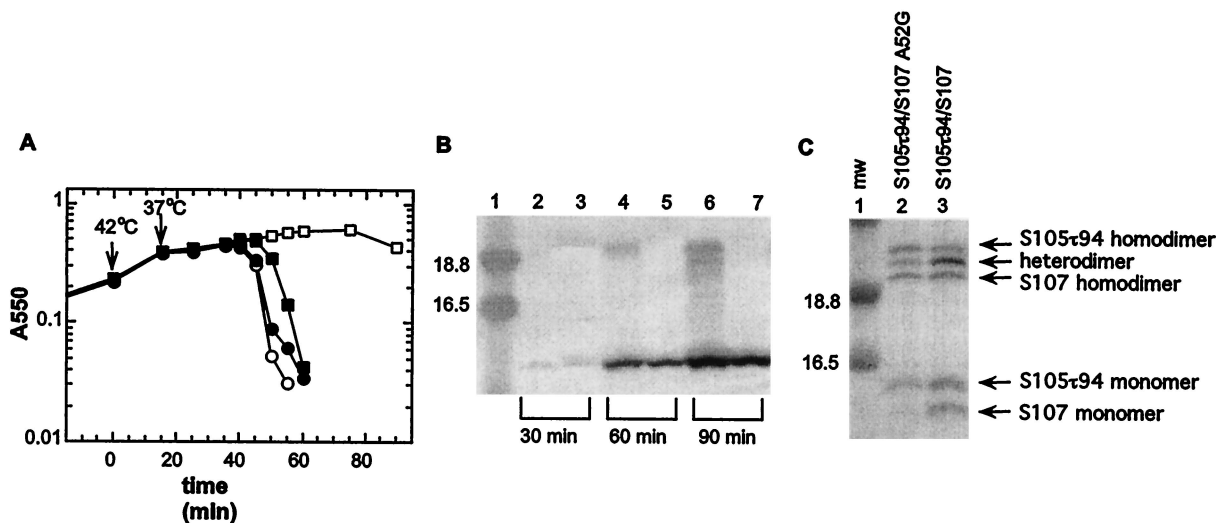 A
1
0.1
0.01
A550
42°C
37°C
0 20 40 60 80
time
(min)
B
1 2 3 4 5 6 7
18.8
16.5
30 min 60 min 90 min
C
mw
S105τ94/S107 A52G
S105τ94/S107
1 2 3
18.8
16.5
S105τ94 homodimer
heterodimer
S107 homodimer
S105τ94 monomer
S107 monomer